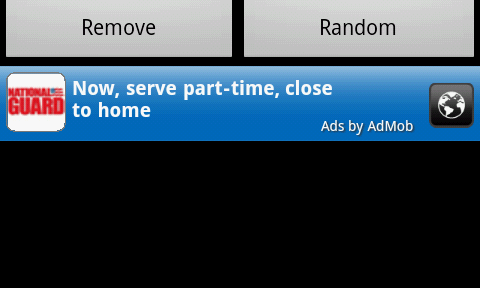 Remove
Random
NATIONAL
GUARD
Now, serve part-time, close
to home
Ads by AdMob